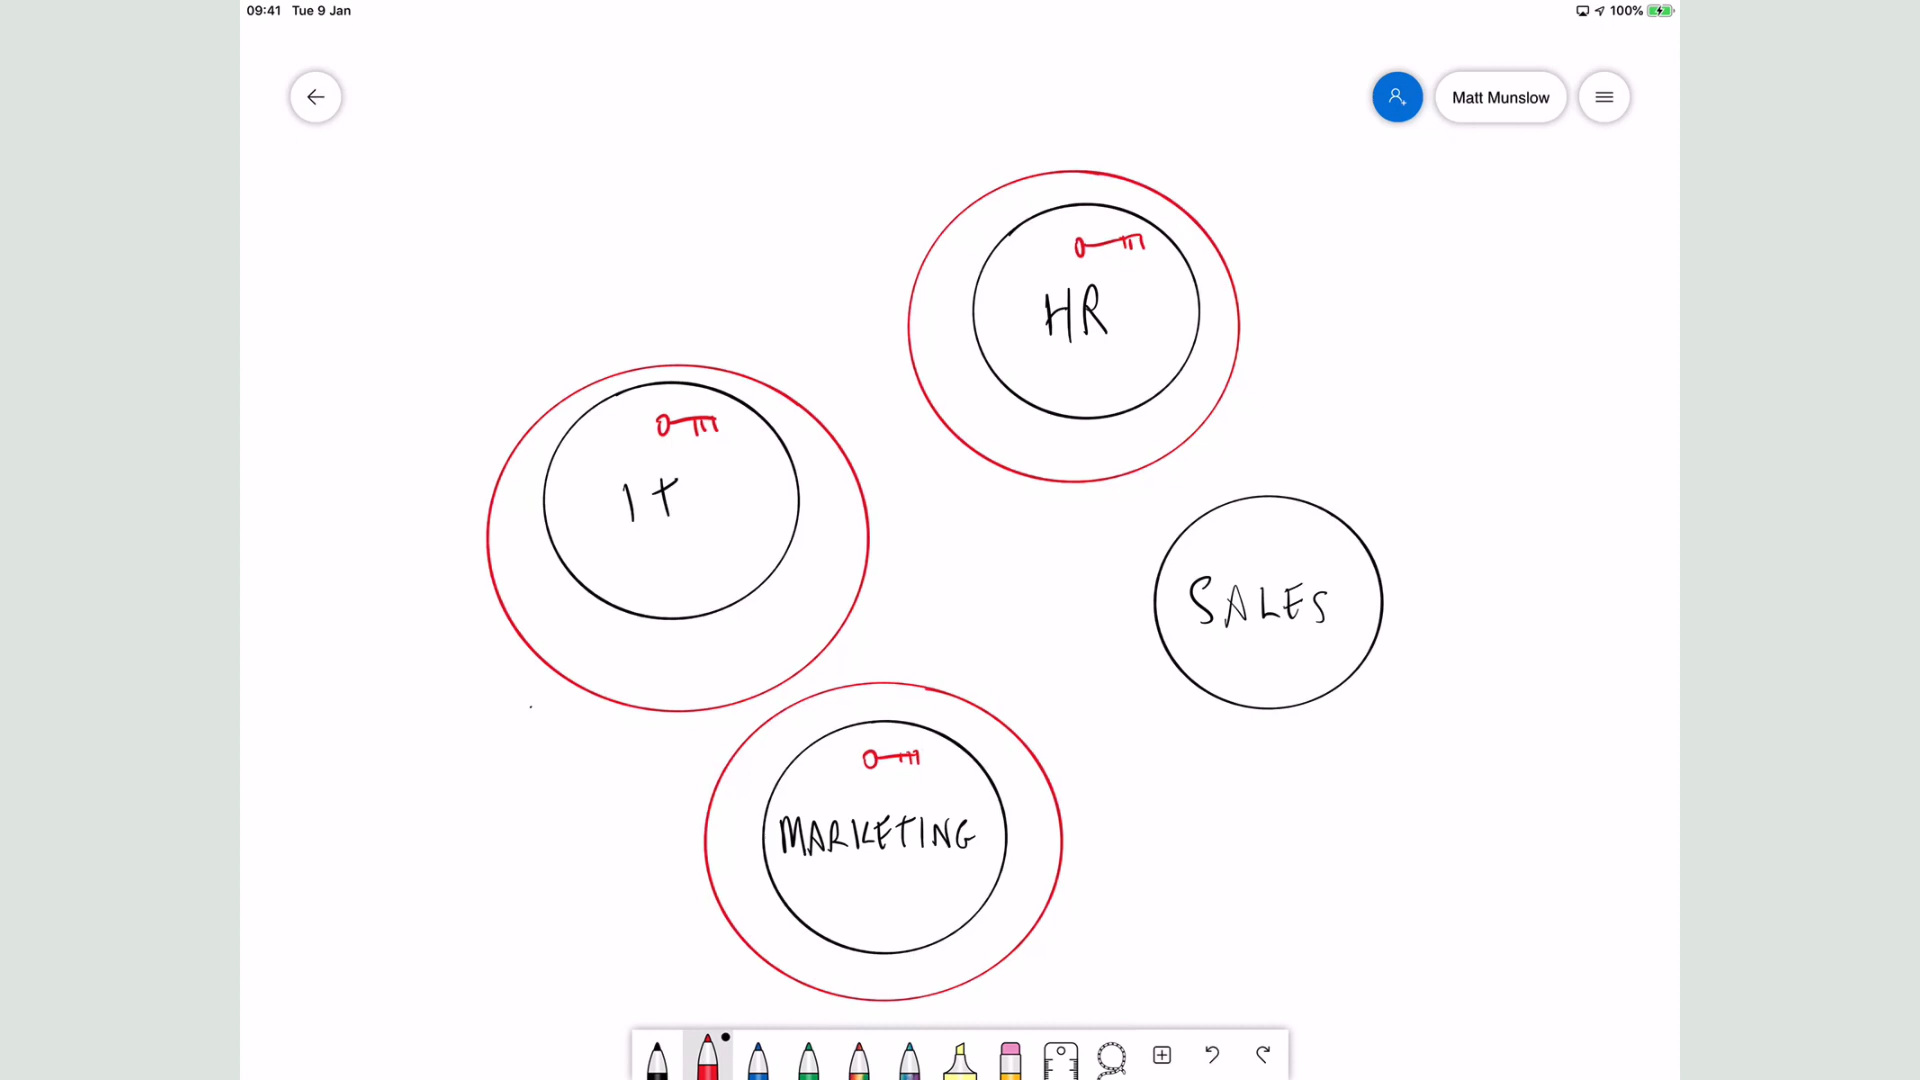 09:41 Tue 9 Jan
100%
Matt Munslow
HR
IT
SALES
MARKETING